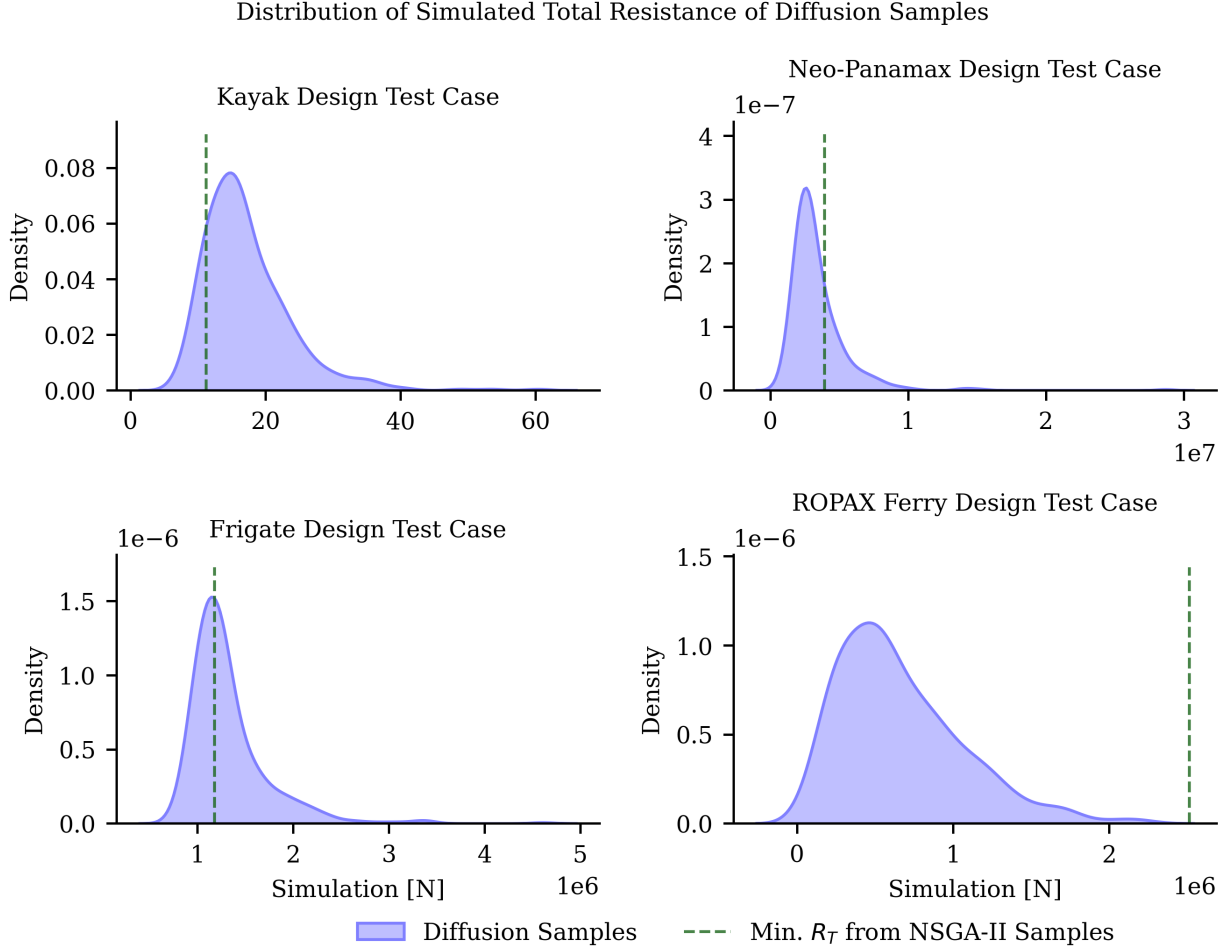 Distribution of Simulated Total Resistance of Diffusion Samples
Kayak Design Test Case
Density
0.08
0.06
0.04
0.02
0.00
0 20 40 60
Neo-Panamax Design Test Case
1e−7
Density
4
3
2
1
0
0 1 2 3
1e7
Frigate Design Test Case
1e−6
Density
1.5
1.0
0.5
0.0
1 2 3 4 5
1e6
Simulation [N]
ROPAX Ferry Design Test Case
1e−6
Density
1.5
1.0
0.5
0.0
0 1 2
1e6
Simulation [N]
Diffusion Samples
Min. R_T from NSGA-II Samples